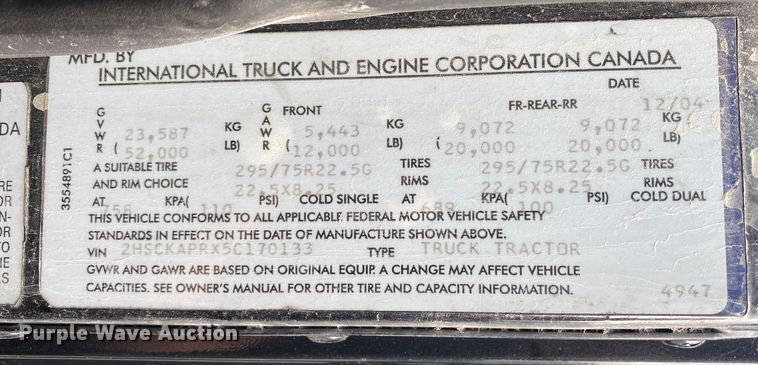 MFD. BY
INTERNATIONAL TRUCK AND ENGINE CORPORATION CANADA
DATE
GVWR 23,587 KG GAWR FRONT 5,443 KG FR-REAR-RR 9,072 9,072 KG 12/04
(52,000 LB) (12,000 LB) (20,000 20,000 LB)
A SUITABLE TIRE 295/75R22.5G TIRES 295/75R22.5G TIRES
AND RIM CHOICE 22.5X8.25 RIMS 22.5X8.25 RIMS
AT 758 KPA( 110 PSI) COLD SINGLE AT 689 KPA( 100 PSI) COLD DUAL
THIS VEHICLE CONFORMS TO ALL APPLICABLE FEDERAL MOTOR VEHICLE SAFETY
STANDARDS IN EFFECT ON THE DATE OF MANUFACTURE SHOWN ABOVE.
VIN 2HSCKAPRX5C170133 TYPE TRUCK TRACTOR
GVWR AND GAWR ARE BASED ON ORIGINAL EQUIP. A CHANGE MAY AFFECT VEHICLE
CAPACITIES. SEE OWNER'S MANUAL FOR OTHER TIRE AND CAPACITY INFORMATION. 4947
3554891C1
Purple Wave Auction